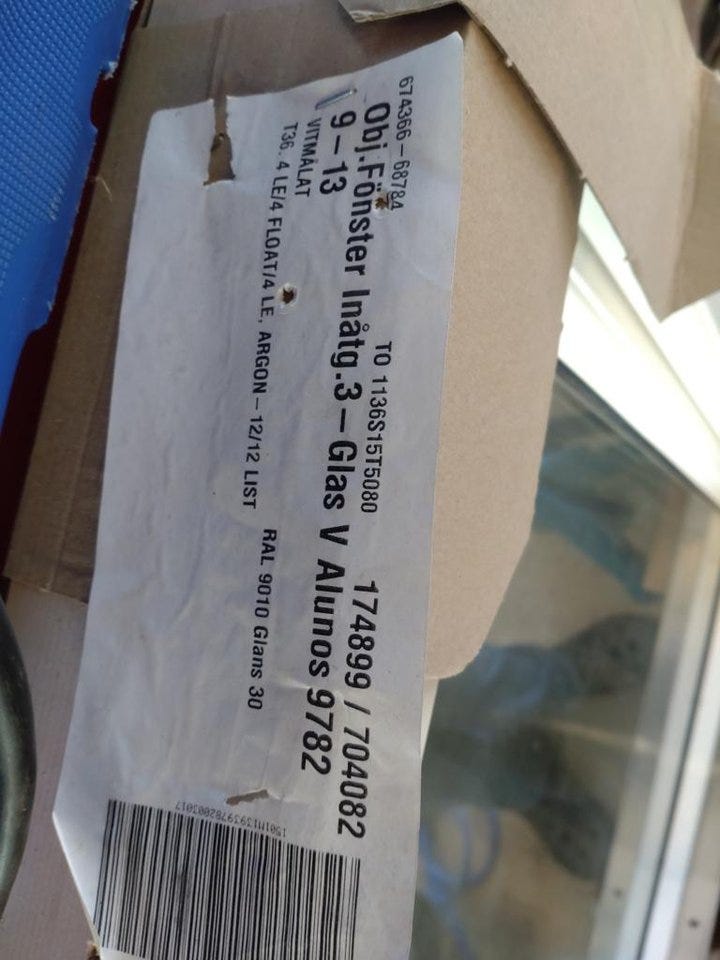 674366-68784 TO 1136S15T5080 174899 / 704082
Obj.Fönster Inåtg.3-Glas V Alunos 9782
9-13
VITMÅLAT
T36. 4 LE/4 FLOAT/4 LE, ARGON-12/12 LIST RAL 9010 Glans 30